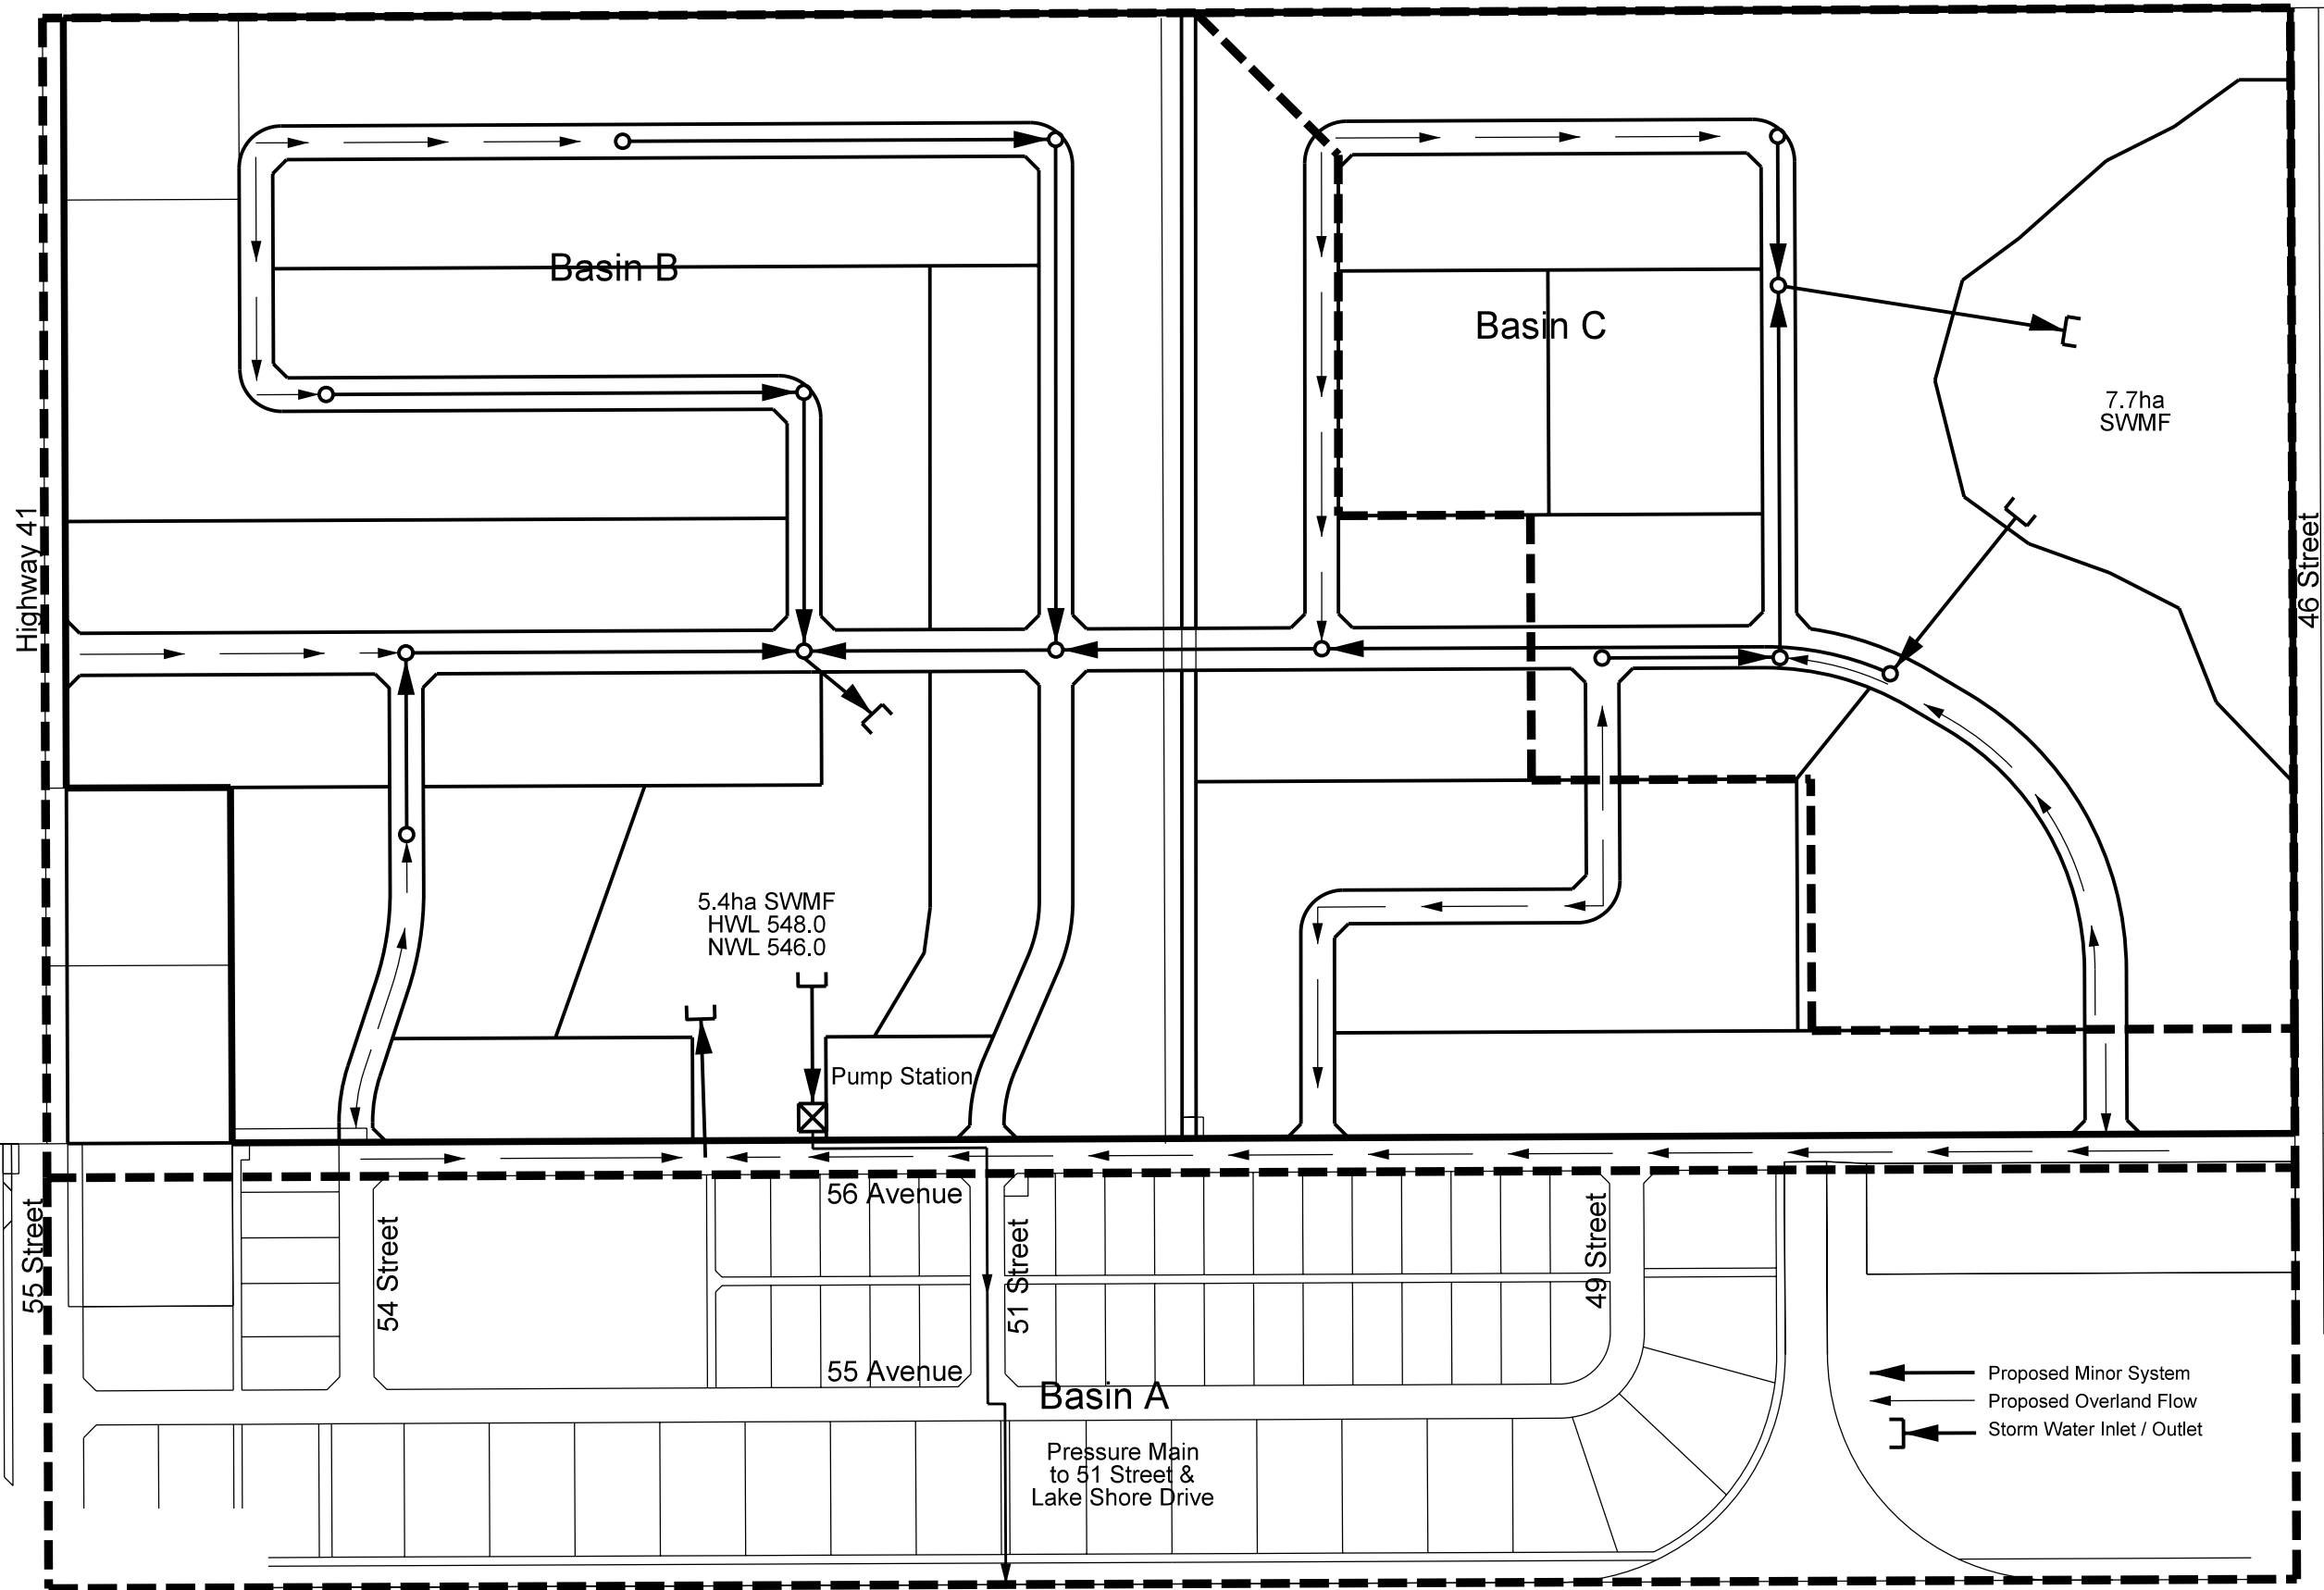 Basin B
Basin C
7.7ha
SWMF
Highway 41
46 Street
5.4ha SWMF
HWL 548.0
NWL 546.0
Pump Station
56 Avenue
55 Street
54 Street
51 Street
49 Street
55 Avenue
Basin A
Pressure Main
to 51 Street &
Lake Shore Drive
Proposed Minor System
Proposed Overland Flow
Storm Water Inlet / Outlet